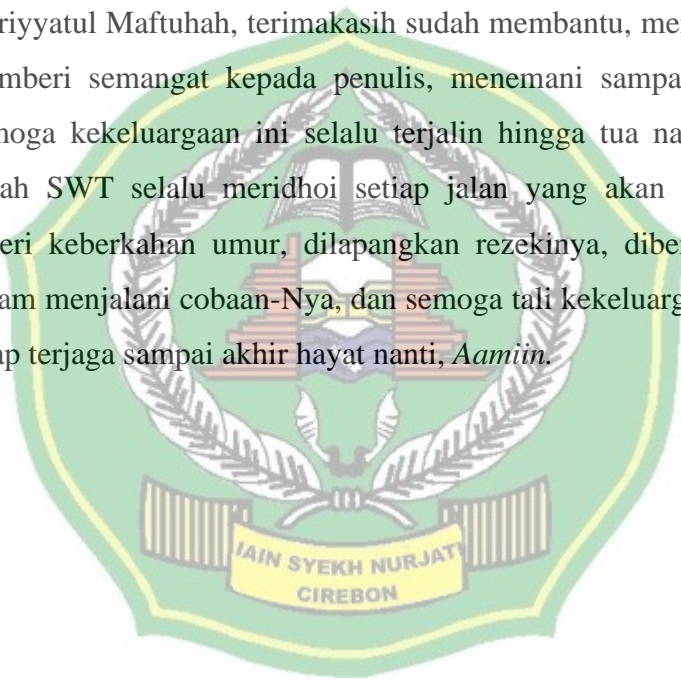 riyyatul Maftuhah, terimakasih sudah membantu, me
mberi semangat kepada penulis, menemani sampa
noga kekeluargaan ini selalu terjalin hingga tua na
ah SWT selalu meridhoi setiap jalan yang akan
eri keberkahan umur, dilapangkan rezekinya, dibe
am menjalani cobaan-Nya, dan semoga tali kekeluarg
ap terjaga sampai akhir hayat nanti, Aamiin.
IAIN SYEKH NURJATI
CIREBON